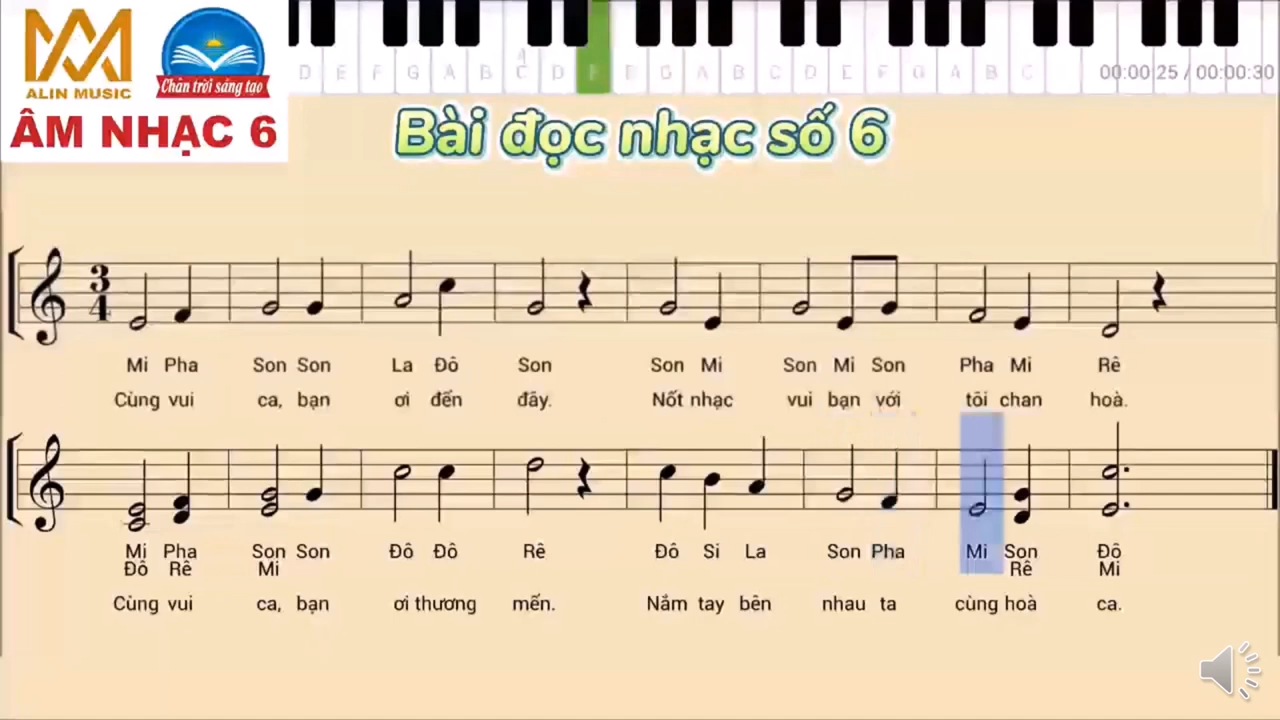 ALIN MUSIC
Chân trời sáng tạo
ÂM NHẠC 6
D E F G A B C D E G A B C D E F A B C
4
00:00:25 / 00:00:30
Bài đọc nhạc số 6
3
4
Mi Pha Son Son La Đô Son Son Mi Son Mi Son Pha Mi Rê
Cùng vui ca, bạn ơi đến đây. Nốt nhạc vui bạn với tôi chan hoà.
Mi Pha Son Son Đô Đô Rê Đô Si La Son Pha Mi Son Đô
Đô Rê Mi Rê Mi
Cùng vui ca, bạn ơi thương mến. Nắm tay bên nhau ta cùng hoà ca.